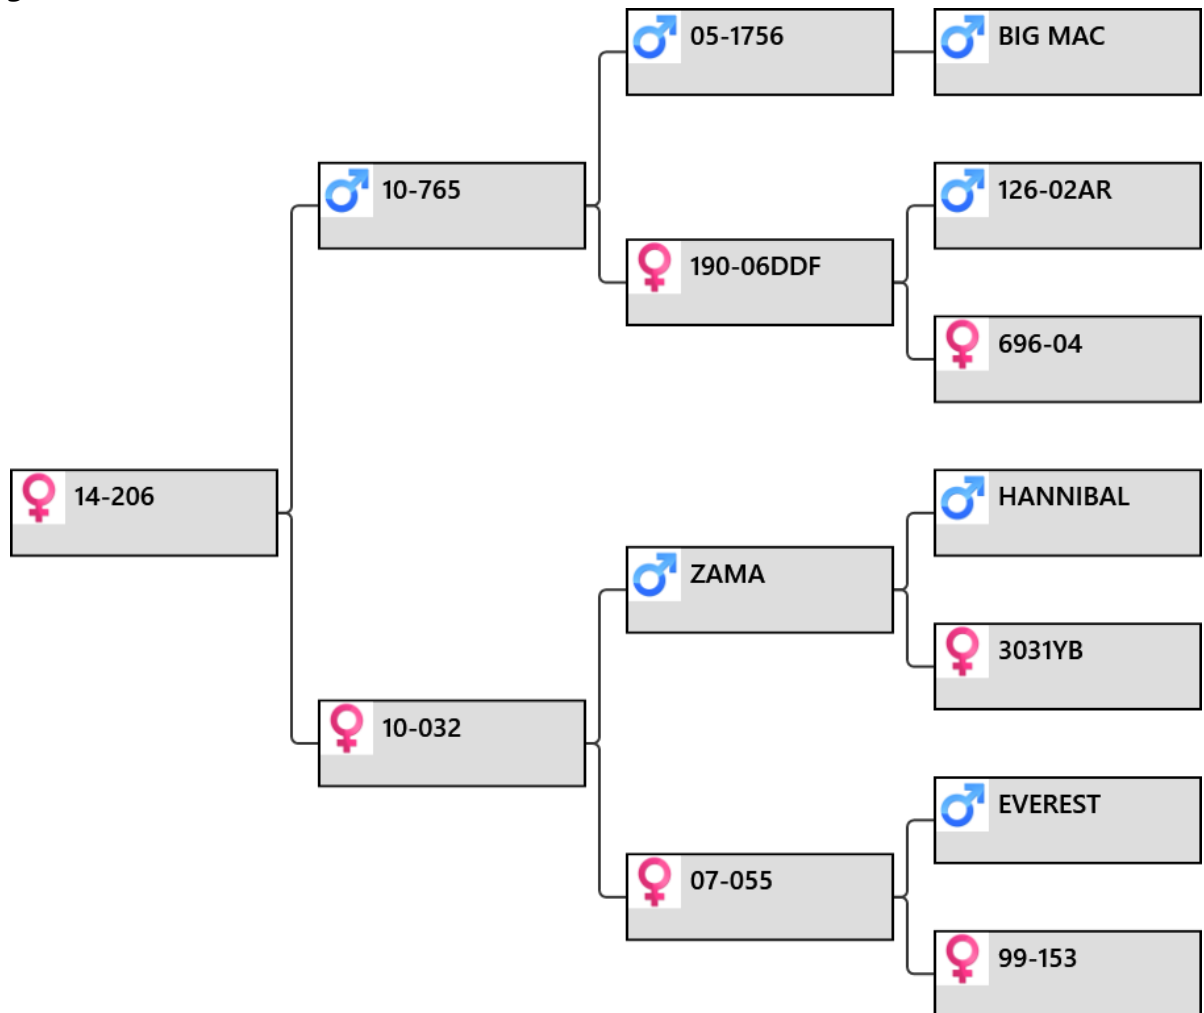 05-1756
BIG MAC
10-765
126-02AR
190-06DDF
696-04
14-206
HANNIBAL
ZAMA
3031YB
10-032
EVEREST
07-055
99-153